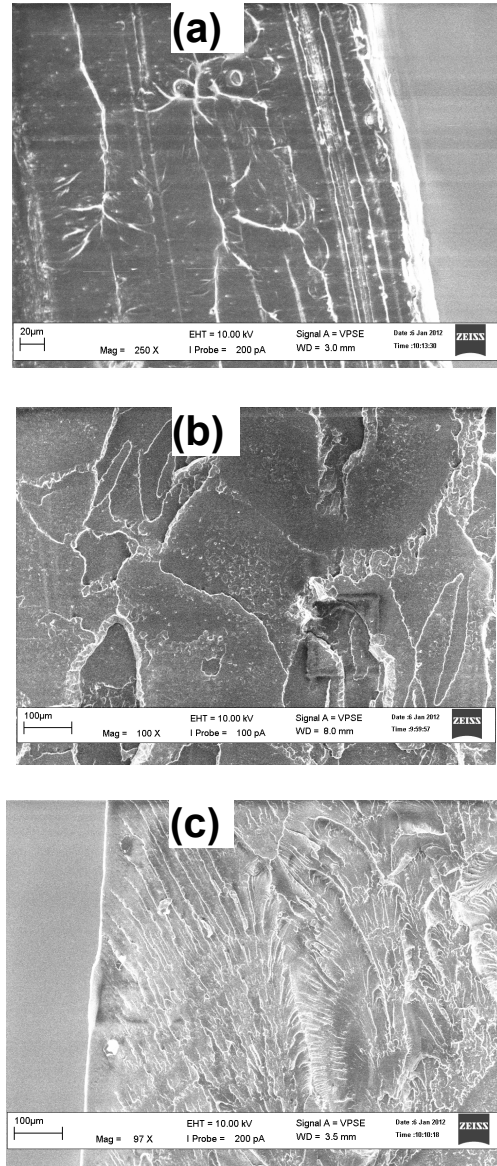 (a)
20µm
Mag = 250 X
EHT = 10.00 kV
I Probe = 200 pA
Signal A = VPSE
WD = 3.0 mm
Date :6 Jan 2012
Time :10:13:30
ZEISS
(b)
100µm
Mag = 100 X
EHT = 10.00 kV
I Probe = 100 pA
Signal A = VPSE
WD = 8.0 mm
Date :6 Jan 2012
Time :9:59:57
ZEISS
(c)
100µm
Mag = 97 X
EHT = 10.00 kV
I Probe = 200 pA
Signal A = VPSE
WD = 3.5 mm
Date :6 Jan 2012
Time :10:10:18
ZEISS